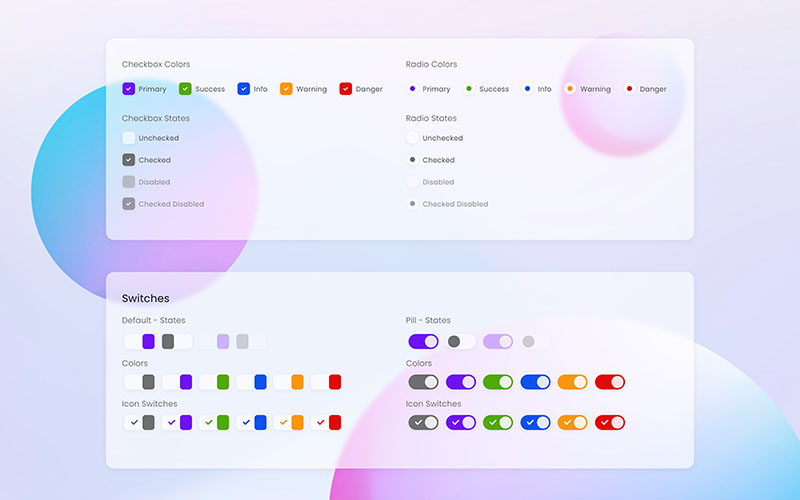 Checkbox Colors
Primary Success Info Warning Danger
Checkbox States
Unchecked
Checked
Disabled
Checked Disabled
Radio Colors
Primary Success Info Warning Danger
Radio States
Unchecked
Checked
Disabled
Checked Disabled
Switches
Default - States
Colors
Icon Switches
Pill - States
Colors
Icon Switches